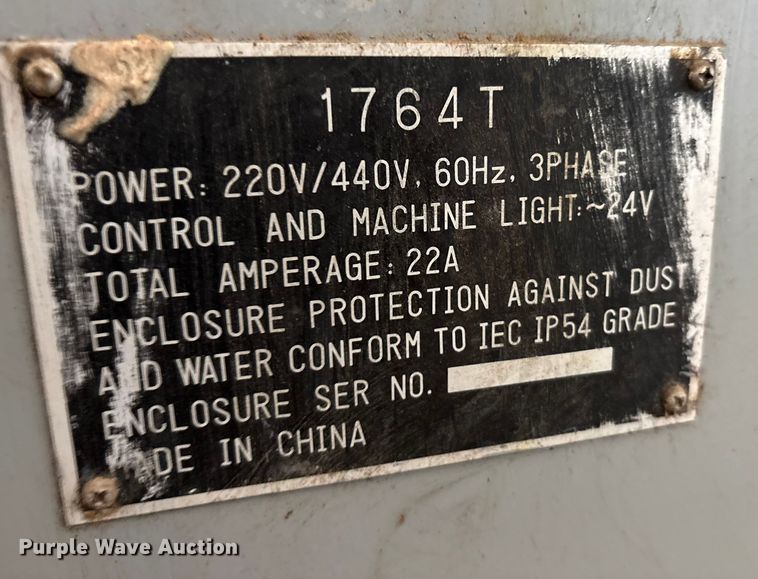 1764T
POWER: 220V/440V, 60Hz, 3PHASE
CONTROL AND MACHINE LIGHT:~24V
TOTAL AMPERAGE: 22A
ENCLOSURE PROTECTION AGAINST DUST
AND WATER CONFORM TO IEC IP54 GRADE
ENCLOSURE SER NO.
MADE IN CHINA
Purple Wave Auction